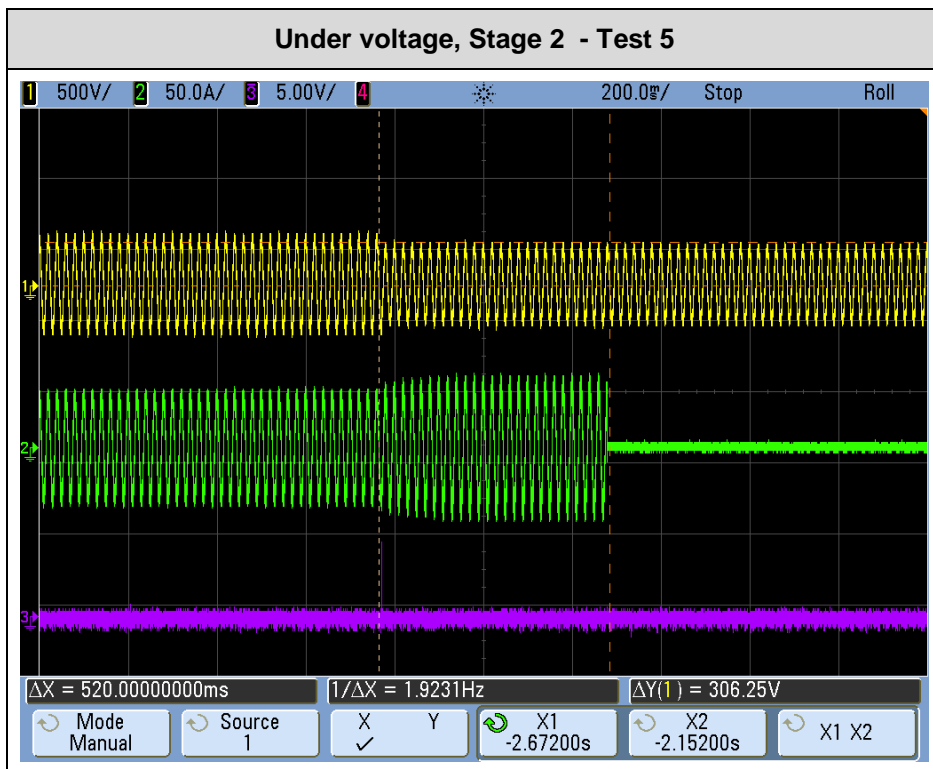 Under voltage, Stage 2 - Test 5
1 500V/ 2 50.0A/ 3 5.00V/ 4 200.0ms/ Stop Roll
1
2
3
ΔX = 520.00000000ms 1/ΔX = 1.9231Hz ΔY(1) = 306.25V
Mode Source X Y X1 X2 X1 X2
Manual 1 ✓ -2.67200s -2.15200s